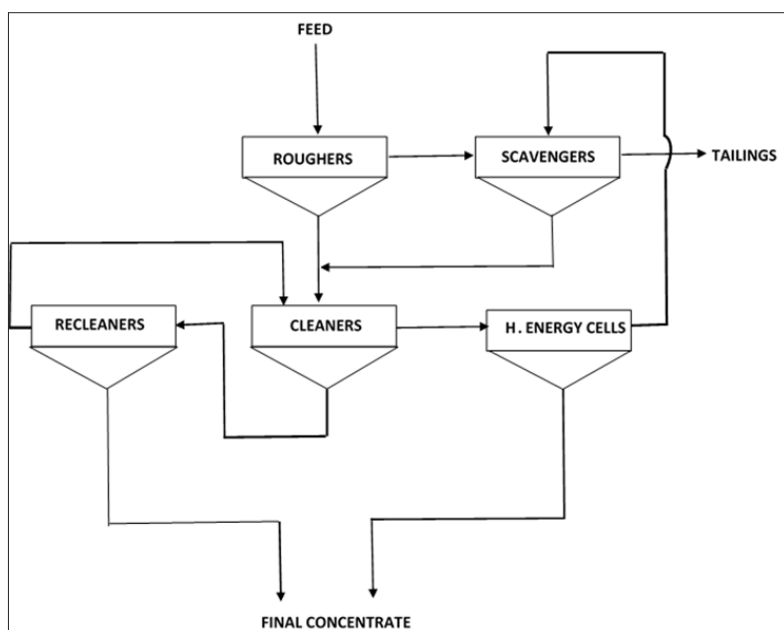 FEED
ROUGHERS
SCAVENGERS
TAILINGS
RECLEANERS
CLEANERS
H. ENERGY CELLS
FINAL CONCENTRATE